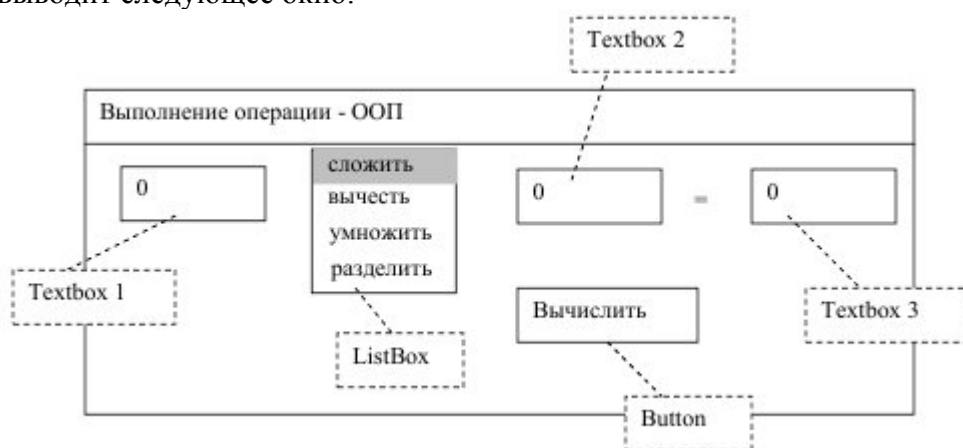 выводит следующее окно:
Textbox 2
Выполнение операции - ООП
0
сложить
вычесть
умножить
разделить
0
=
0
Textbox 1
ListBox
Вычислить
Textbox 3
Button